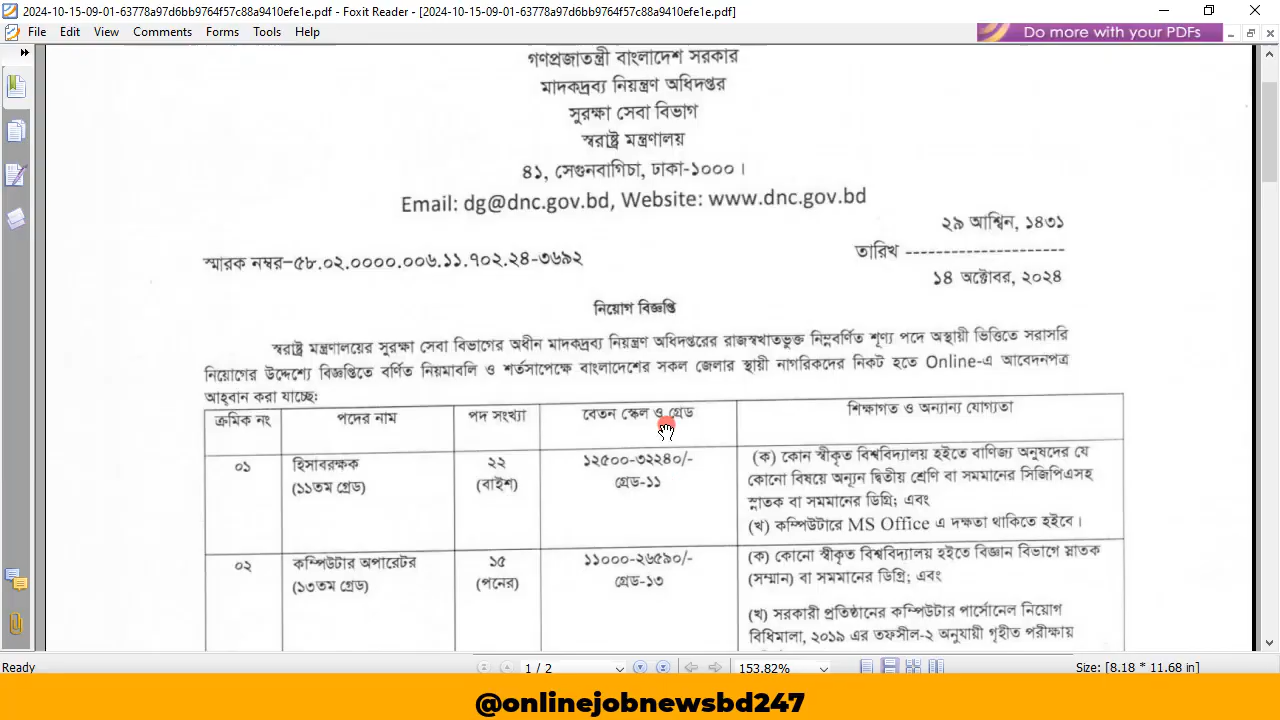 2024-10-15-09-01-63778a97d6bb9764f3d57c88a9410efe1e.pdf - Foxit Reader - [2024-10-15-09-01-63778a97d6bb9764f3d57c88a9410efe1e.pdf]
File Edit View Comments Forms Tools Help
Do more with your PDFs
গণপ্রজাতন্ত্রী বাংলাদেশ সরকার
মাদকদ্রব্য নিয়ন্ত্রণ অধিদপ্তর
সুরক্ষা সেবা বিভাগ
স্বরাষ্ট্র মন্ত্রণালয়
৪১, সেগুনবাগিচা, ঢাকা-১০০০।
Email: dg@dnc.gov.bd, Website: www.dnc.gov.bd
২৯ আশ্বিন, ১৪৩১
স্মারক নম্বর–৫৮.০২.০০০০.০০৬.১১.৭০২.২৪-৩৬৯২
তারিখ ----------------------
১৪ অক্টোবর, ২০২৪
নিয়োগ বিজ্ঞপ্তি
স্বরাষ্ট্র মন্ত্রণালয়ের সুরক্ষা সেবা বিভাগের অধীন মাদকদ্রব্য নিয়ন্ত্রণ অধিদপ্তরের রাজস্বখাতভুক্ত নিম্নবর্ণিত শূণ্য পদে অস্থায়ী ভিত্তিতে সরাসরি
নিয়োগের উদ্দেশ্যে বিজ্ঞপ্তিতে বর্ণিত নিয়মাবলি ও শর্তসাপেক্ষে বাংলাদেশের সকল জেলার স্থায়ী নাগরিকদের নিকট হতে Online-এ আবেদনপত্র
আহ্বান করা যাচ্ছে:
ক্রমিক নং পদের নাম পদ সংখ্যা বেতন স্কেল ও গ্রেড শিক্ষাগত ও অন্যান্য যোগ্যতা
০১ হিসাবরক্ষক ২২ ১২৫০০-৩২২৪০/- (ক) কোন স্বীকৃত বিশ্ববিদ্যালয় হইতে বাণিজ্য অনুষদের যে
(১১তম গ্রেড) (বাইশ) গ্রেড-১১ কোনো বিষয়ে অন্যূন দ্বিতীয় শ্রেণি বা সমমানের সিজিপিএসহ
স্নাতক বা সমমানের ডিগ্রি; এবং
(খ) কম্পিউটারে MS Office এ দক্ষতা থাকিতে হইবে।
০২ কম্পিউটার অপারেটর ১৫ ১১০০০-২৬৫৯০/- (ক) কোনো স্বীকৃত বিশ্ববিদ্যালয় হইতে বিজ্ঞান বিভাগে স্নাতক
(১৩তম গ্রেড) (পনের) গ্রেড-১৩ (সম্মান) বা সমমানের ডিগ্রি; এবং
(খ) সরকারী প্রতিষ্ঠানের কম্পিউটার পার্সোনেল নিয়োগ
বিধিমালা, ২০১৯ এর তফসীল-২ অনুযায়ী গৃহীত পরীক্ষায়
Ready 1 / 2 153.82% Size: [8.18 * 11.68 in]
@onlinejobnewsbd247